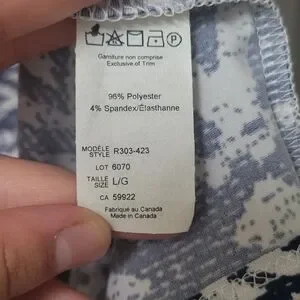 Garniture non comprise
Exclusive of Trim
96% Polyester
4% Spandex/Élasthanne
MODÈLE
STYLE R303-423
LOT 6070
TAILLE
SIZE L/G
CA 59922
Fabriqué au Canada
Made in Canada